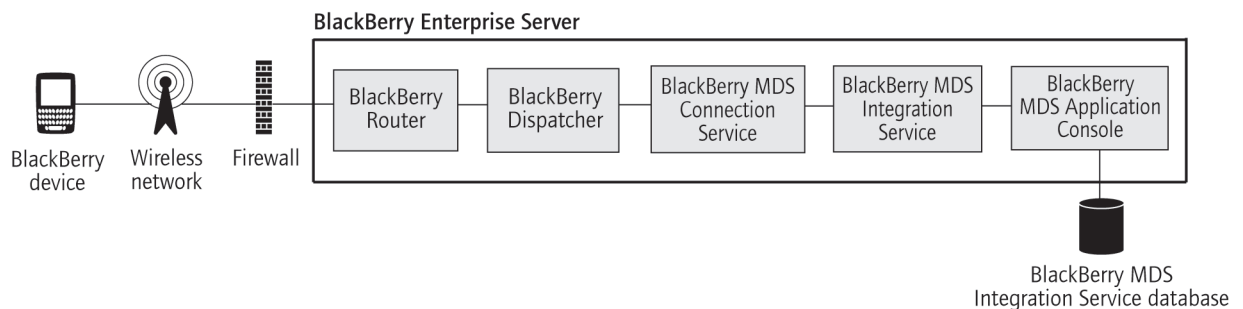 BlackBerry Enterprise Server
BlackBerry
device
Wireless
network
Firewall
BlackBerry
Router
BlackBerry
Dispatcher
BlackBerry MDS
Connection
Service
BlackBerry MDS
Integration
Service
BlackBerry
MDS Application
Console
BlackBerry MDS
Integration Service database